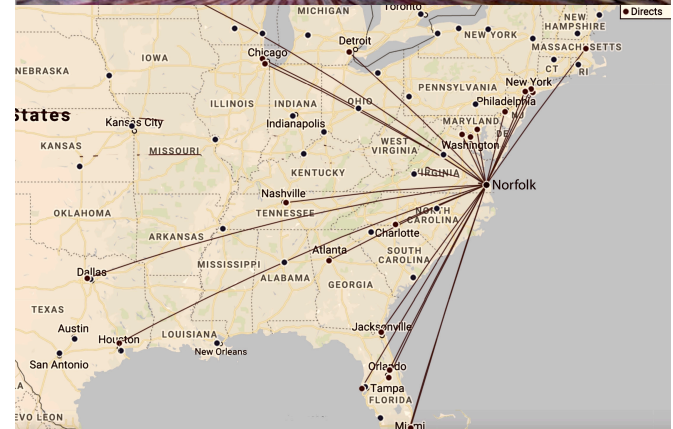 MICHIGAN
Toronto
Directs
NEW HAMPSHIRE
NEW YORK
Detroit
MASSACHUSETTS
Chicago
IOWA
CT
RI
NEBRASKA
New York
PENNSYLVANIA
Philadelphia
NJ
ILLINOIS
INDIANA
OHIO
States
Kansas City
Indianapolis
MARYLAND
DE
Washington
WEST VIRGINIA
KANSAS
MISSOURI
KENTUCKY
VIRGINIA
Norfolk
Nashville
TENNESSEE
OKLAHOMA
NORTH CAROLINA
ARKANSAS
Charlotte
Atlanta
SOUTH CAROLINA
MISSISSIPPI
Dallas
ALABAMA
GEORGIA
TEXAS
Austin
Houston
LOUISIANA
Jacksonville
New Orleans
San Antonio
Orlando
Tampa
FLORIDA
EVO LEON
Miami